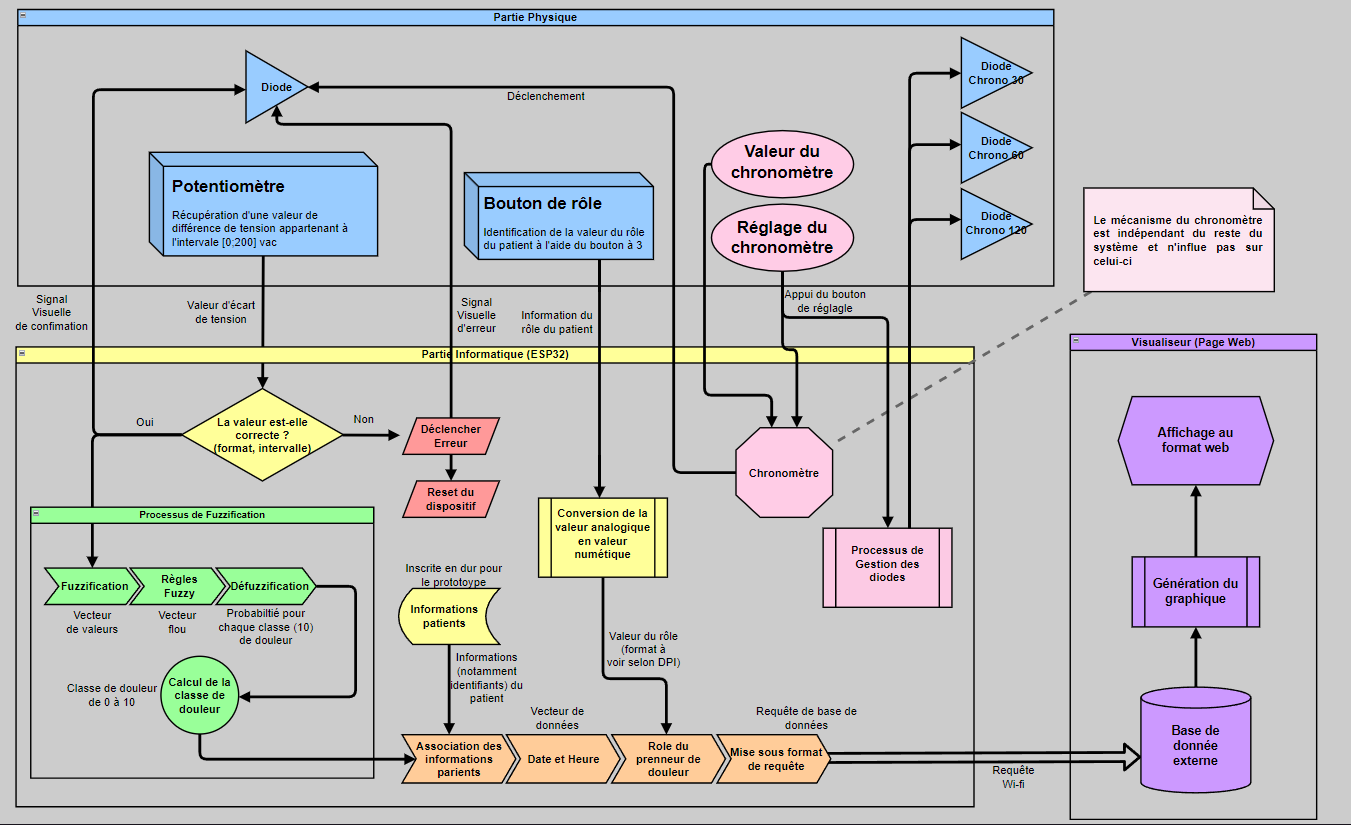 Partie Physique
Diode
Déclenchement
Diode
Chrono 30
Diode
Chrono 60
Diode
Chrono 120
Potentiomètre
Récupération d'une valeur de
différence de tension appartenant à
l'intervale [0;200] vac
Bouton de rôle
Identification de la valeur du rôle
du patient à l'aide du bouton à 3
Valeur du
chronomètre
Réglage du
chronomètre
Le mécanisme du chronomètre
est indépendant du reste du
système et n'influe pas sur
celui-ci
Signal
Visuelle
de confimation
Valeur d'écart
de tension
Signal
Visuelle
d'erreur
Information du
rôle du patient
Appui du bouton
de réglagle
Partie Informatique (ESP32)
La valeur est-elle
correcte ?
(format, intervalle)
Oui
Non
Déclencher
Erreur
Reset du
dispositif
Chronomètre
Conversion de la
valeur analogique
en valeur
numétique
Processus de
Gestion des
diodes
Processus de Fuzzification
Fuzzification
Règles
Fuzzy
Défuzzification
Vecteur
de valeurs
Vecteur
flou
Probabiltié pour
chaque classe (10)
de douleur
Classe de douleur
de 0 à 10
Calcul de la
classe de
douleur
Inscrite en dur pour
le prototype
Informations
patients
Informations
(notamment
identifiants) du
patient
Valeur du rôle
(format à
voir selon DPI)
Vecteur de
données
Requête de base de
données
Association des
informations
parients
Date et Heure
Role du
prenneur de
douleur
Mise sous format
de requête
Requête
Wi-fi
Visualiseur (Page Web)
Affichage au
format web
Génération du
graphique
Base de
donnée
externe